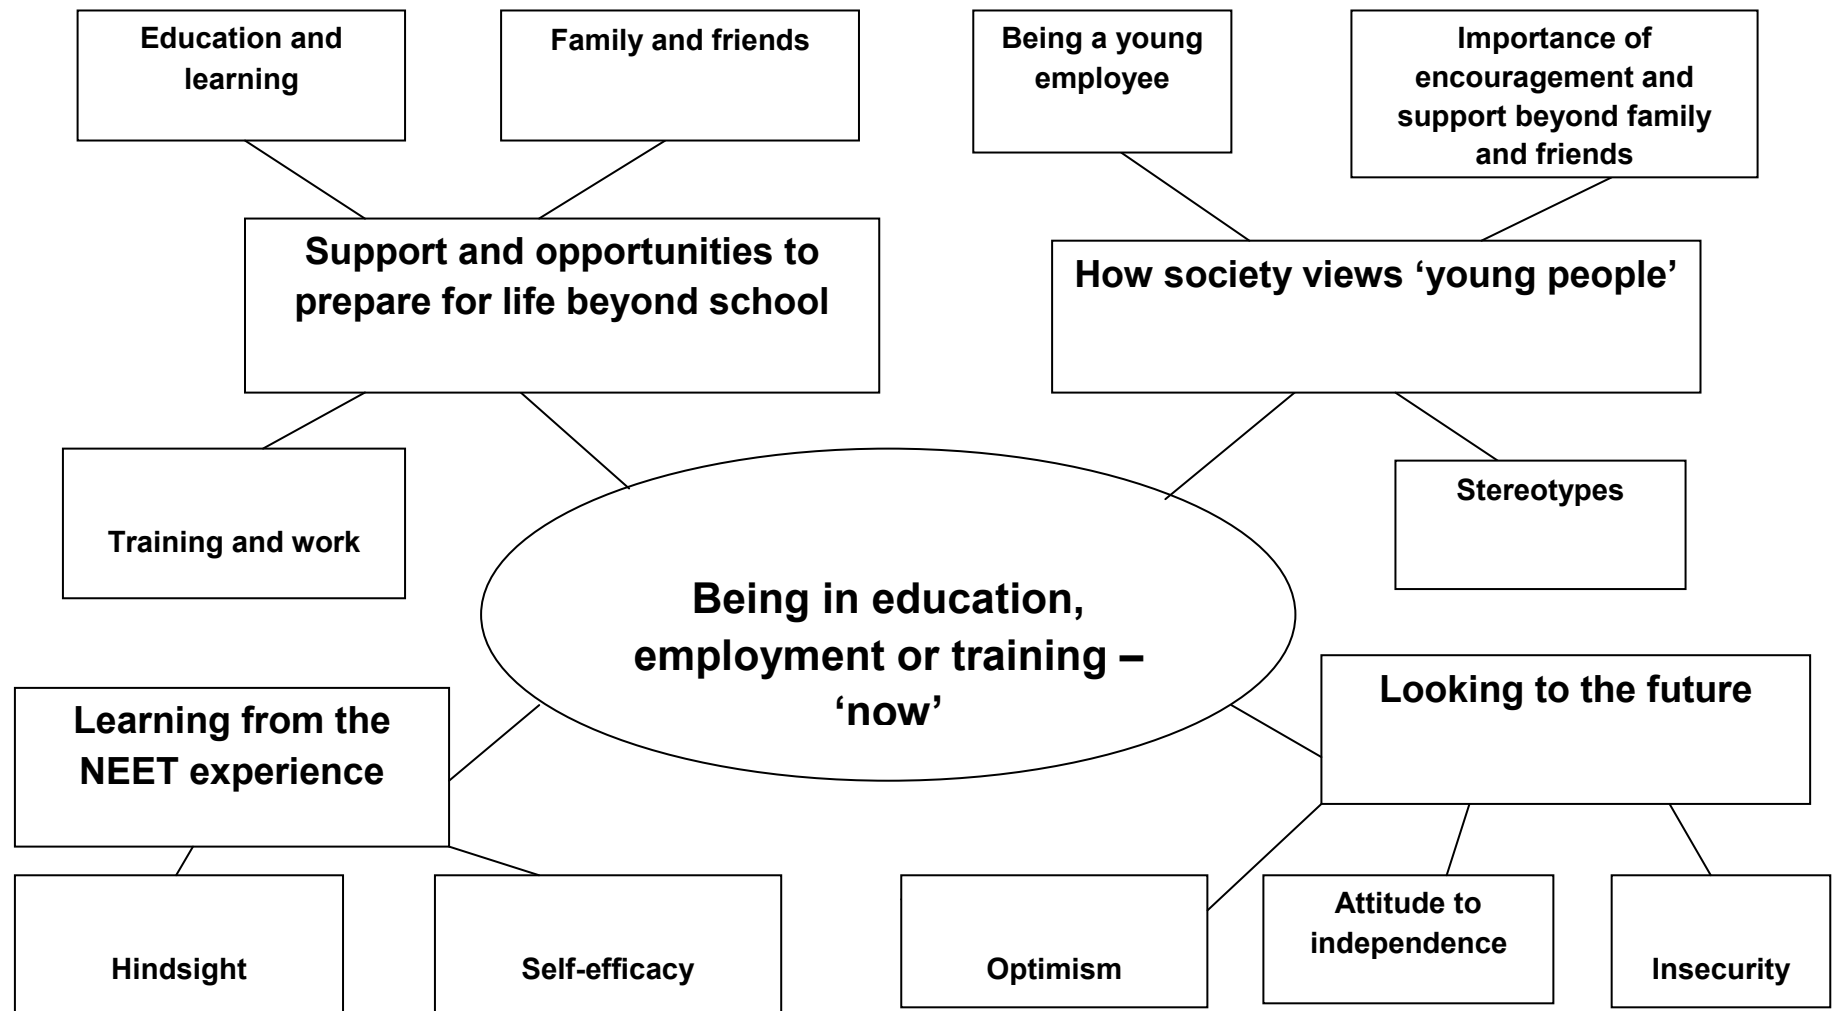 Education and
learning
Family and friends
Being a young
employee
Importance of
encouragement and
support beyond family
and friends
Support and opportunities to
prepare for life beyond school
How society views ‘young people’
Training and work
Stereotypes
Being in education,
employment or training –
‘now’
Learning from the
NEET experience
Looking to the future
Hindsight
Self-efficacy
Optimism
Attitude to
independence
Insecurity